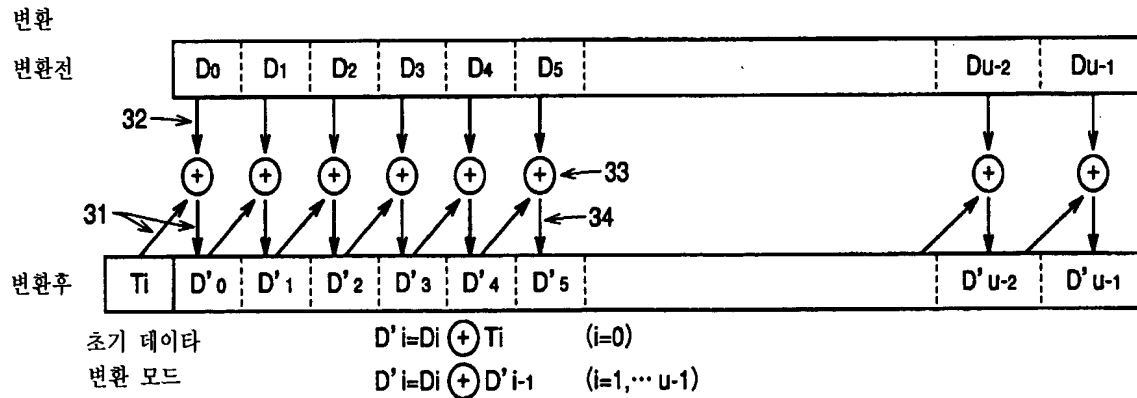 변환
변환전 D0 D1 D2 D3 D4 D5 Du-2 Du-1
32
+ + + + + + 33 + +
31 34
변환후 Ti D'0 D'1 D'2 D'3 D'4 D'5 D'u-2 D'u-1
초기 테이타 D'i=Di⊕Ti (i=0)
변환 모드 D'i=Di⊕D'i-1 (i=1,⋯u-1)